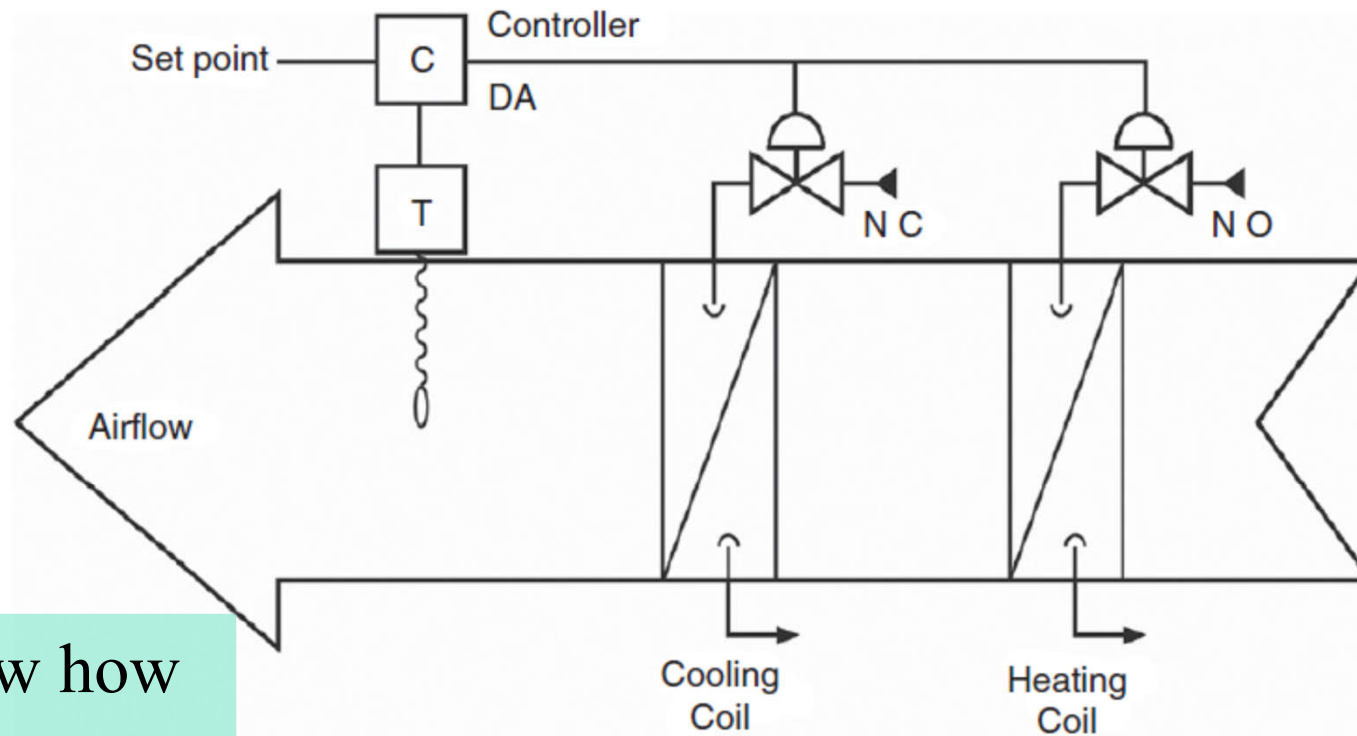 Controller
Set point
C
DA
T
N C
N O
Airflow
Cooling
Coil
Heating
Coil
w how